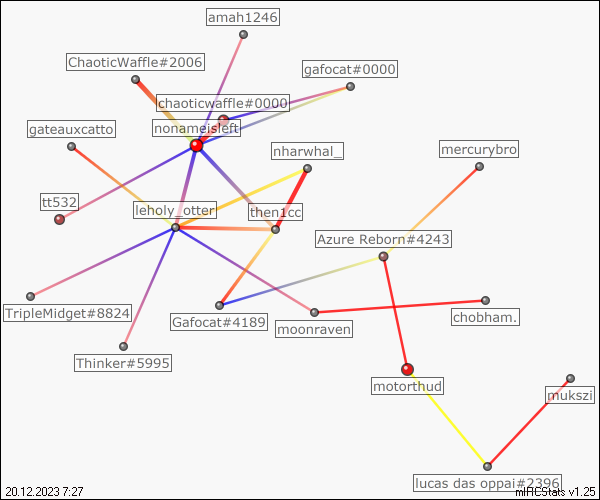 amah1246
ChaoticWaffle#2006
gafocat#0000
chaoticwaffle#0000
gateauxcatto
nonameisleft
nharwhal_
mercurybro
tt532
leholy_otter
then1cc
Azure Reborn#4243
TripleMidget#8824
Gafocat#4189
moonraven
chobham.
Thinker#5995
motorthud
mukszi
lucas das oppai#2396
20.12.2023 7:27
mIRCStats v1.25